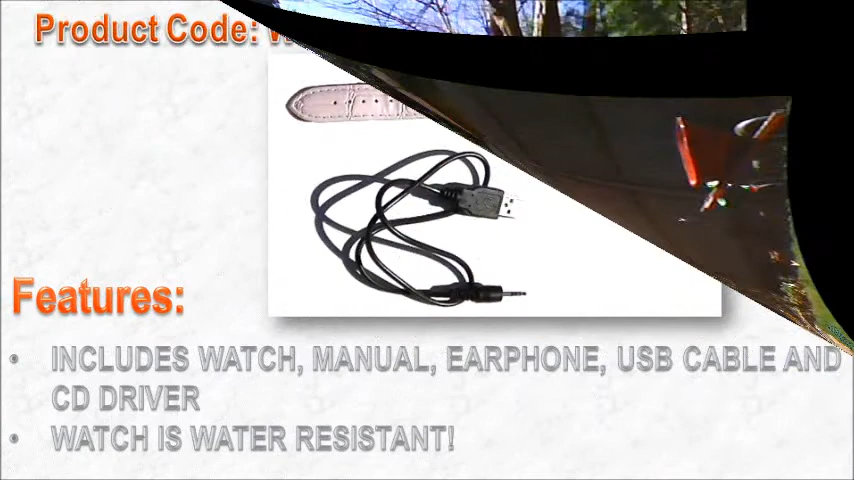 Product Code:
Features:
• INCLUDES WATCH, MANUAL, EARPHONE, USB CABLE AND
CD DRIVER
• WATCH IS WATER RESISTANT!